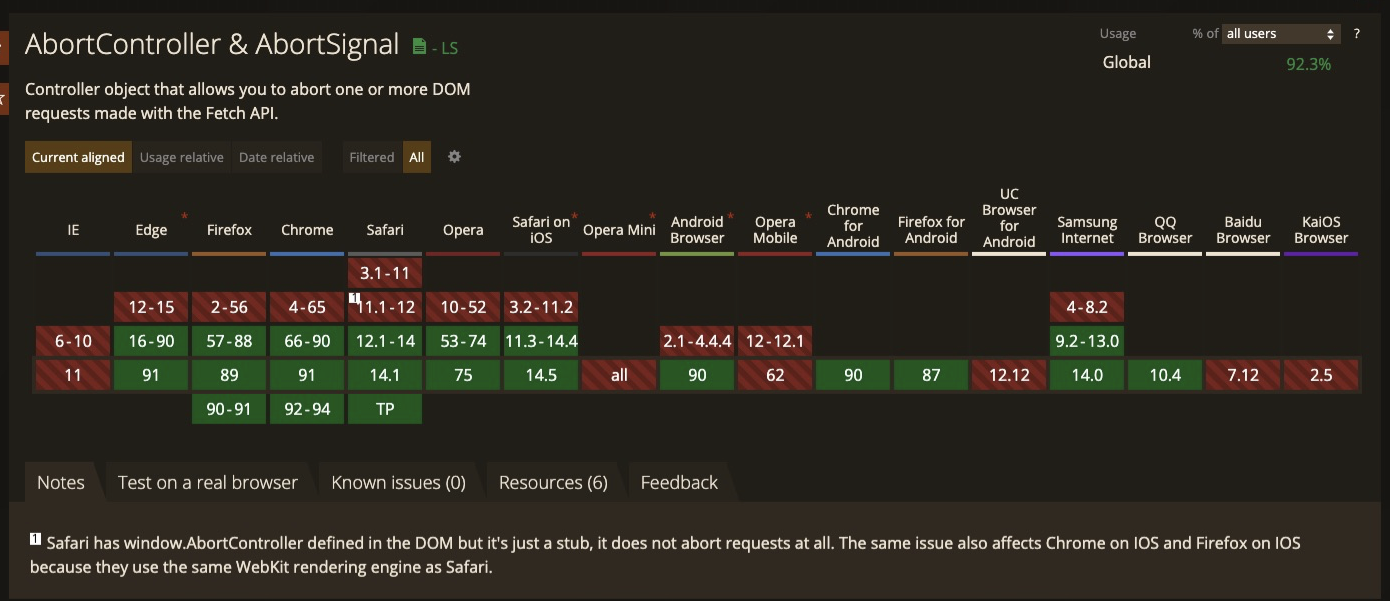 AbortController & AbortSignal - LS
Usage % of all users ?
Global 92.3%
Controller object that allows you to abort one or more DOM
requests made with the Fetch API.
Current aligned Usage relative Date relative Filtered All
IE Edge * Firefox Chrome Safari Opera Safari on iOS * Opera Mini * Android Browser * Opera Mobile * Chrome for Android Firefox for Android UC Browser for Android Samsung Internet QQ Browser Baidu Browser KaiOS Browser
3.1-11
12-15 2-56 4-65 1 11.1-12 10-52 3.2-11.2 4-8.2
6-10 16-90 57-88 66-90 12.1-14 53-74 11.3-14.4 2.1-4.4.4 12-12.1 9.2-13.0
11 91 89 91 14.1 75 14.5 all 90 62 90 87 12.12 14.0 10.4 7.12 2.5
90-91 92-94 TP
Notes Test on a real browser Known issues (0) Resources (6) Feedback
1 Safari has window.AbortController defined in the DOM but it's just a stub, it does not abort requests at all. The same issue also affects Chrome on IOS and Firefox on IOS
because they use the same WebKit rendering engine as Safari.